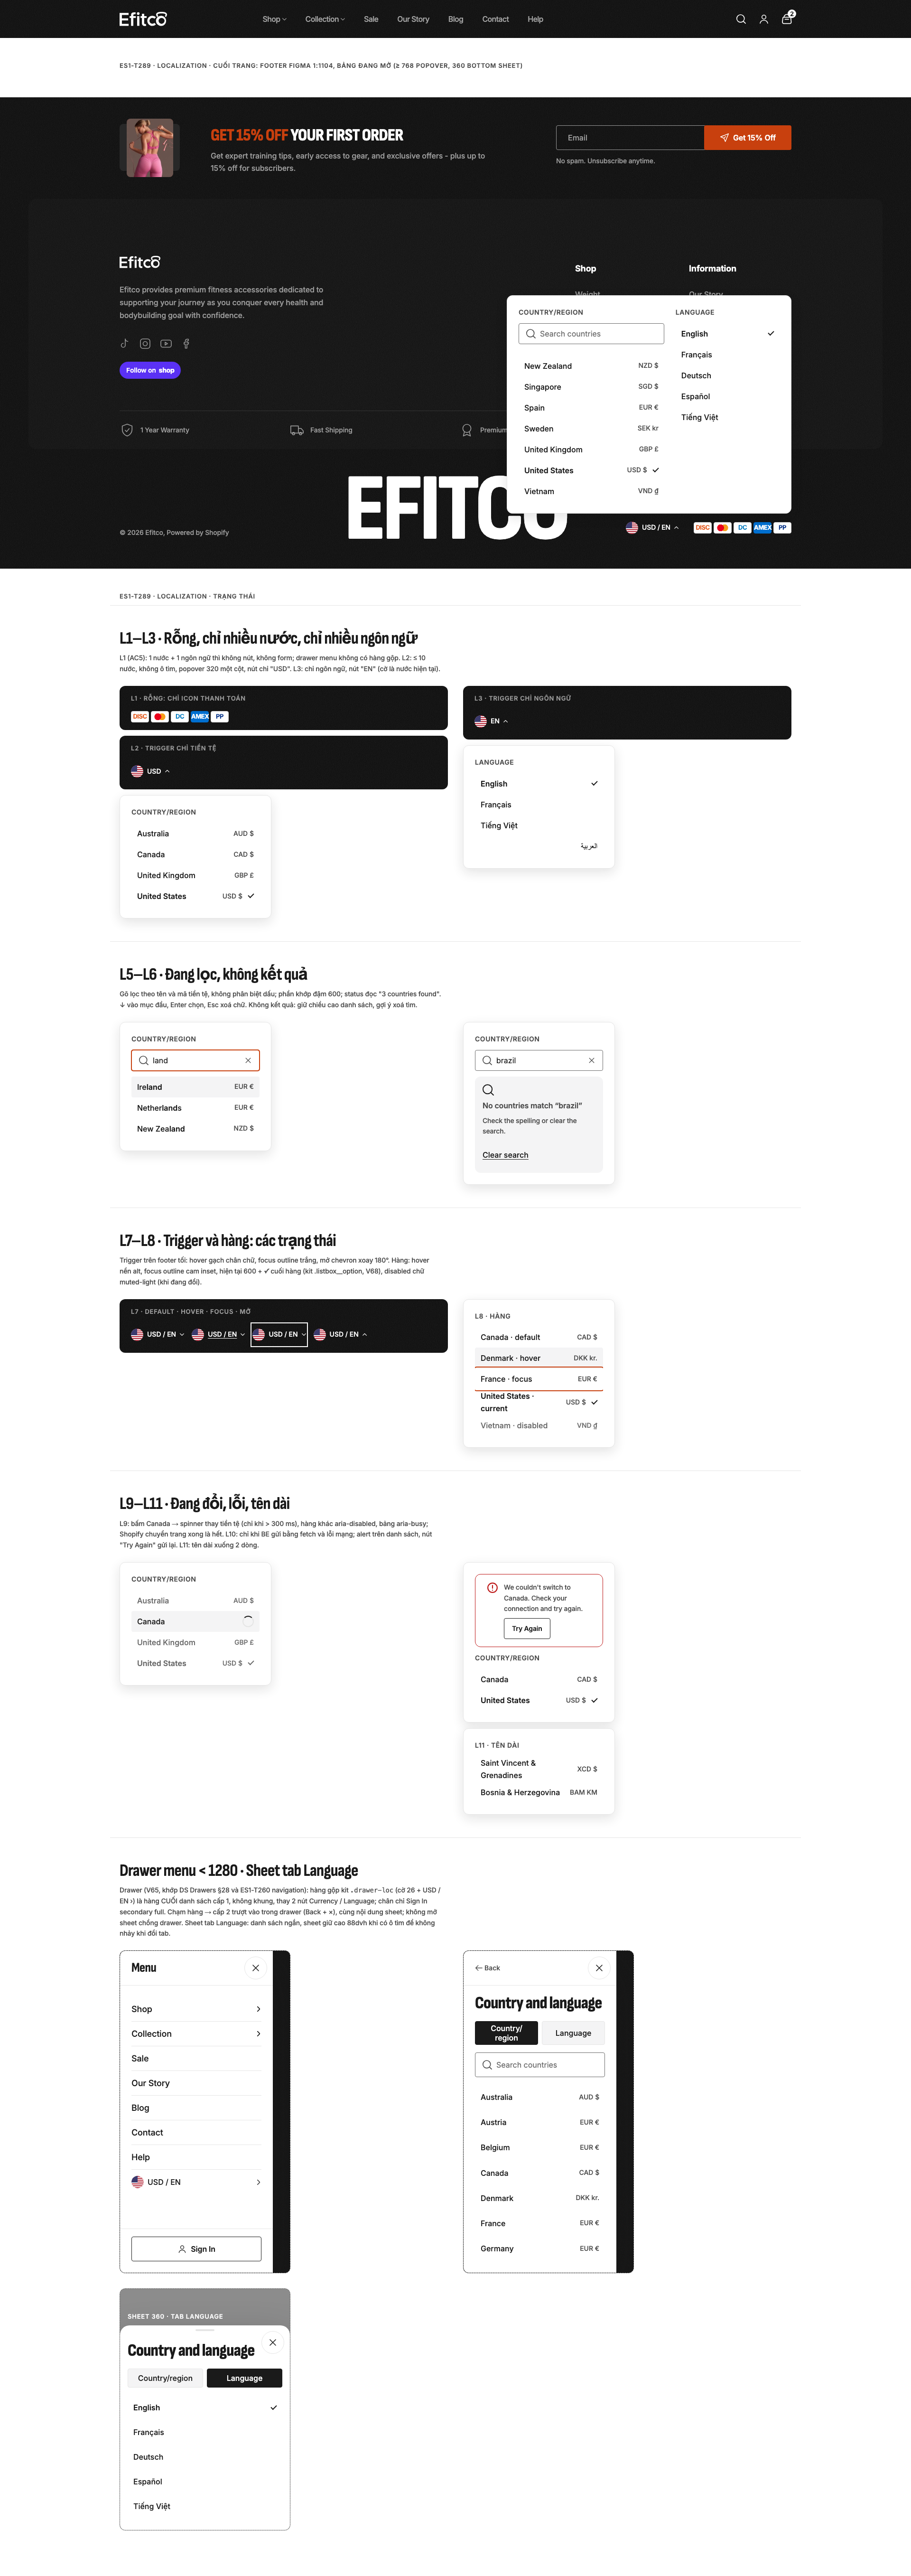 Efitco
Shop
Collection
Sale
Our Story
Blog
Contact
Help
2
ES1-T289 · LOCALIZATION · CUỐI TRANG: FOOTER FIGMA 1:1104, BẢNG ĐANG MỞ (≥ 768 POPOVER, 360 BOTTOM SHEET)
GET 15% OFF YOUR FIRST ORDER
Get expert training tips, early access to gear, and exclusive offers - plus up to
15% off for subscribers.
Email
Get 15% Off
No spam. Unsubscribe anytime.
Efitco
Efitco provides premium fitness accessories dedicated to
supporting your journey as you conquer every health and
bodybuilding goal with confidence.
Follow on shop
Shop
Information
Weight
Our Story
COUNTRY/REGION
Search countries
New Zealand NZD $
Singapore SGD $
Spain EUR €
Sweden SEK kr
United Kingdom GBP £
United States USD $
Vietnam VND ₫
LANGUAGE
English
Français
Deutsch
Español
Tiếng Việt
1 Year Warranty
Fast Shipping
Premium
© 2026 Efitco, Powered by Shopify
EFITCO
USD / EN
DISC DC AMEX PP
ES1-T289 · LOCALIZATION · TRẠNG THÁI
L1–L3 · Rỗng, chỉ nhiều nước, chỉ nhiều ngôn ngữ
L1 (AC5): 1 nước + 1 ngôn ngữ thì không nút, không form; drawer menu không có hàng gộp. L2: ≤ 10
nước, không ô tìm, popover 320 một cột, nút chỉ "USD". L3: chỉ ngôn ngữ, nút "EN" (cờ là nước hiện tại).
L1 · RỖNG: CHỈ ICON THANH TOÁN
DISC DC AMEX PP
L2 · TRIGGER CHỈ TIỀN TỆ
USD
COUNTRY/REGION
Australia AUD $
Canada CAD $
United Kingdom GBP £
United States USD $
L3 · TRIGGER CHỈ NGÔN NGỮ
EN
LANGUAGE
English
Français
Tiếng Việt
العربية
L5–L6 · Đang lọc, không kết quả
Gõ lọc theo tên và mã tiền tệ, không phân biệt dấu; phần khớp đậm 600; status đọc "3 countries found".
↓ vào mục đầu, Enter chọn, Esc xoá chữ. Không kết quả: giữ chiều cao danh sách, gợi ý xoá tìm.
COUNTRY/REGION
land
Ireland EUR €
Netherlands EUR €
New Zealand NZD $
COUNTRY/REGION
brazil
No countries match “brazil”
Check the spelling or clear the
search.
Clear search
L7–L8 · Trigger và hàng: các trạng thái
Trigger trên footer tối: hover gạch chân chữ, focus outline trắng, mở chevron xoay 180°. Hàng: hover
nền alt, focus outline cam inset, hiện tại 600 + ✓ cuối hàng (kit .listbox__option, V68), disabled chữ
muted-light (khi đang đổi).
L7 · DEFAULT · HOVER · FOCUS · MỞ
USD / EN
USD / EN
USD / EN
USD / EN
L8 · HÀNG
Canada · default CAD $
Denmark · hover DKK kr.
France · focus EUR €
United States ·
current USD $
Vietnam · disabled VND ₫
L9–L11 · Đang đổi, lỗi, tên dài
L9: bấm Canada → spinner thay tiền tệ (chỉ khi > 300 ms), hàng khác aria-disabled, bảng aria-busy;
Shopify chuyển trang xong là hết. L10: chỉ khi BE gửi bằng fetch và lỗi mạng; alert trên danh sách, nút
"Try Again" gửi lại. L11: tên dài xuống 2 dòng.
COUNTRY/REGION
Australia AUD $
Canada
United Kingdom GBP £
United States USD $
We couldn't switch to
Canada. Check your
connection and try again.
Try Again
COUNTRY/REGION
Canada CAD $
United States USD $
L11 · TÊN DÀI
Saint Vincent &
Grenadines XCD $
Bosnia & Herzegovina BAM KM
Drawer menu < 1280 · Sheet tab Language
Drawer (V65, khớp DS Drawers §28 và ES1-T260 navigation): hàng gộp kit .drawer-loc (cờ 26 + USD /
EN ›) là hàng CUỐI danh sách cấp 1, không khung, thay 2 nút Currency / Language; chân chỉ Sign In
secondary full. Chạm hàng → cấp 2 trượt vào trong drawer (Back + ×), cùng nội dung sheet; không mở
sheet chồng drawer. Sheet tab Language: danh sách ngắn, sheet giữ cao 88dvh khi có ô tìm để không
nhảy khi đổi tab.
Menu
Shop
Collection
Sale
Our Story
Blog
Contact
Help
USD / EN
Sign In
Back
Country and language
Country/
region
Language
Search countries
Australia AUD $
Austria EUR €
Belgium EUR €
Canada CAD $
Denmark DKK kr.
France EUR €
Germany EUR €
SHEET 360 · TAB LANGUAGE
Country and language
Country/region
Language
English
Français
Deutsch
Español
Tiếng Việt